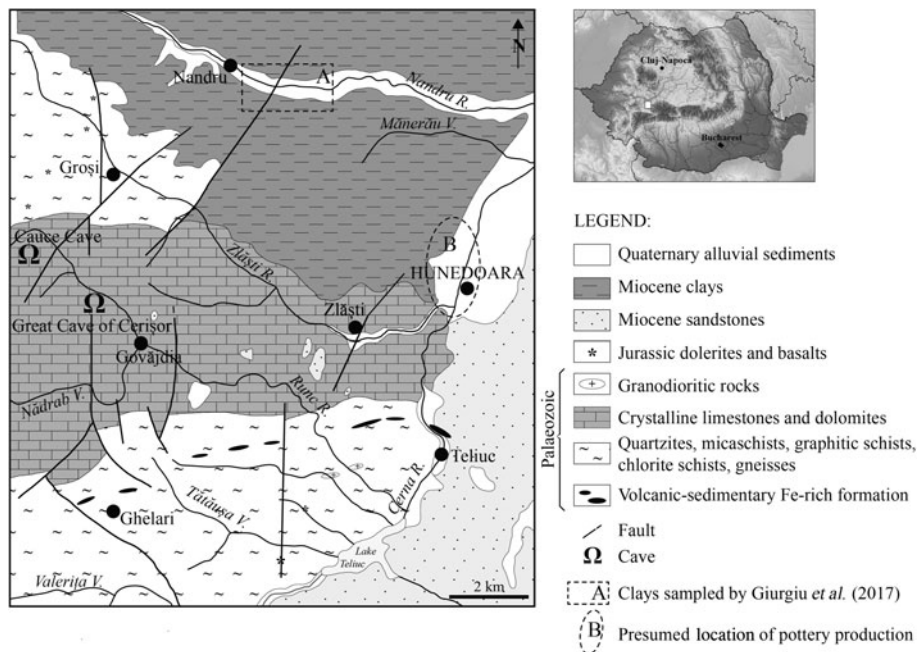 N
Nandru
A
Nandru R.
Mănerău V.
Groși
Cauce Cave
Ω
Zlăști R.
B
HUNEDOARA
Ω
Great Cave of Cerișor
Zlăști
Govăjdia
Nădrab V.
Runc R.
Teliuc
Cerna R.
Tătăușa V.
Ghelari
Lake
Teliuc
Valerița V.
2 km
Cluj-Napoca
Bucharest
LEGEND:
Quaternary alluvial sediments
Miocene clays
Miocene sandstones
* Jurassic dolerites and basalts
Palaeozoic
Granodioritic rocks
Crystalline limestones and dolomites
Quartzites, micaschists, graphitic schists,
chlorite schists, gneisses
Volcanic-sedimentary Fe-rich formation
Fault
Ω Cave
A Clays sampled by Giurgiu et al. (2017)
B Presumed location of pottery production